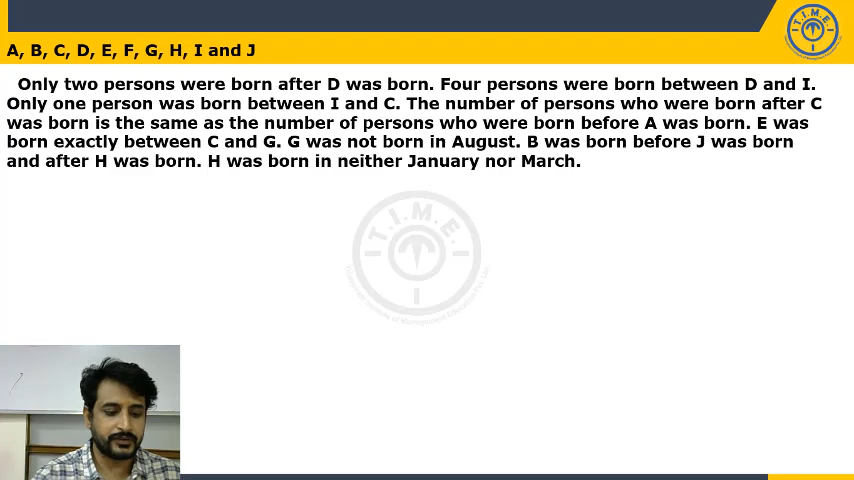 T.I.M.E.
A, B, C, D, E, F, G, H, I and J
Only two persons were born after D was born. Four persons were born between D and I.
Only one person was born between I and C. The number of persons who were born after C
was born is the same as the number of persons who were born before A was born. E was
born exactly between C and G. G was not born in August. B was born before J was born
and after H was born. H was born in neither January nor March.
T.I.M.E.